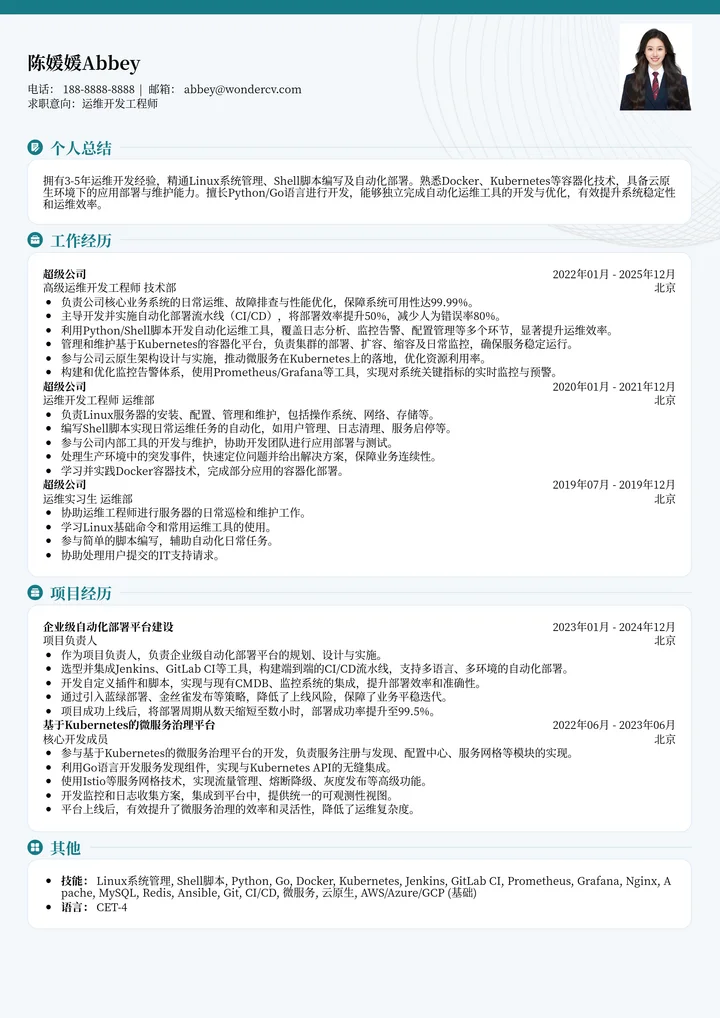 陈媛媛Abbey
电话： 188-8888-8888 | 邮箱： abbey@wondercv.com
求职意向：运维开发工程师
个人总结
拥有3-5年运维开发经验，精通Linux系统管理、Shell脚本编写及自动化部署。熟悉Docker、Kubernetes等容器化技术，具备云原
生环境下的应用部署与维护能力。擅长Python/Go语言进行开发，能够独立完成自动化运维工具的开发与优化，有效提升系统稳定性
和运维效率。
工作经历
超级公司 2022年01月 - 2025年12月
高级运维开发工程师 技术部 北京
• 负责公司核心业务系统的日常运维、故障排查与性能优化，保障系统可用性达99.99%。
• 主导开发并实施自动化部署流水线（CI/CD），将部署效率提升50%，减少人为错误率80%。
• 利用Python/Shell脚本开发自动化运维工具，覆盖日志分析、监控告警、配置管理等多个环节，显著提升运维效率。
• 管理和维护基于Kubernetes的容器化平台，负责集群的部署、扩容、缩容及日常监控，确保服务稳定运行。
• 参与公司云原生架构设计与实施，推动微服务在Kubernetes上的落地，优化资源利用率。
• 构建和优化监控告警体系，使用Prometheus/Grafana等工具，实现对系统关键指标的实时监控与预警。
超级公司 2020年01月 - 2021年12月
运维开发工程师 运维部 北京
• 负责Linux服务器的安装、配置、管理和维护，包括操作系统、网络、存储等。
• 编写Shell脚本实现日常运维任务的自动化，如用户管理、日志清理、服务启停等。
• 参与公司内部工具的开发与维护，协助开发团队进行应用部署与测试。
• 处理生产环境中的突发事件，快速定位问题并给出解决方案，保障业务连续性。
• 学习并实践Docker容器技术，完成部分应用的容器化部署。
超级公司 2019年07月 - 2019年12月
运维实习生 运维部 北京
• 协助运维工程师进行服务器的日常巡检和维护工作。
• 学习Linux基础命令和常用运维工具的使用。
• 参与简单的脚本编写，辅助自动化日常任务。
• 协助处理用户提交的IT支持请求。
项目经历
企业级自动化部署平台建设 2023年01月 - 2024年12月
项目负责人 北京
• 作为项目负责人，负责企业级自动化部署平台的规划、设计与实施。
• 选型并集成Jenkins、GitLab CI等工具，构建端到端的CI/CD流水线，支持多语言、多环境的自动化部署。
• 开发自定义插件和脚本，实现与现有CMDB、监控系统的集成，提升部署效率和准确性。
• 通过引入蓝绿部署、金丝雀发布等策略，降低了上线风险，保障了业务平稳迭代。
• 项目成功上线后，将部署周期从数天缩短至数小时，部署成功率提升至99.5%。
基于Kubernetes的微服务治理平台 2022年06月 - 2023年06月
核心开发成员 北京
• 参与基于Kubernetes的微服务治理平台的开发，负责服务注册与发现、配置中心、服务网格等模块的实现。
• 利用Go语言开发服务发现组件，实现与Kubernetes API的无缝集成。
• 使用Istio等服务网格技术，实现流量管理、熔断降级、灰度发布等高级功能。
• 开发监控和日志收集方案，集成到平台中，提供统一的可观测性视图。
• 平台上线后，有效提升了微服务治理的效率和灵活性，降低了运维复杂度。
其他
• 技能： Linux系统管理, Shell脚本, Python, Go, Docker, Kubernetes, Jenkins, GitLab CI, Prometheus, Grafana, Nginx, A
pache, MySQL, Redis, Ansible, Git, CI/CD, 微服务, 云原生, AWS/Azure/GCP (基础)
• 语言： CET-4